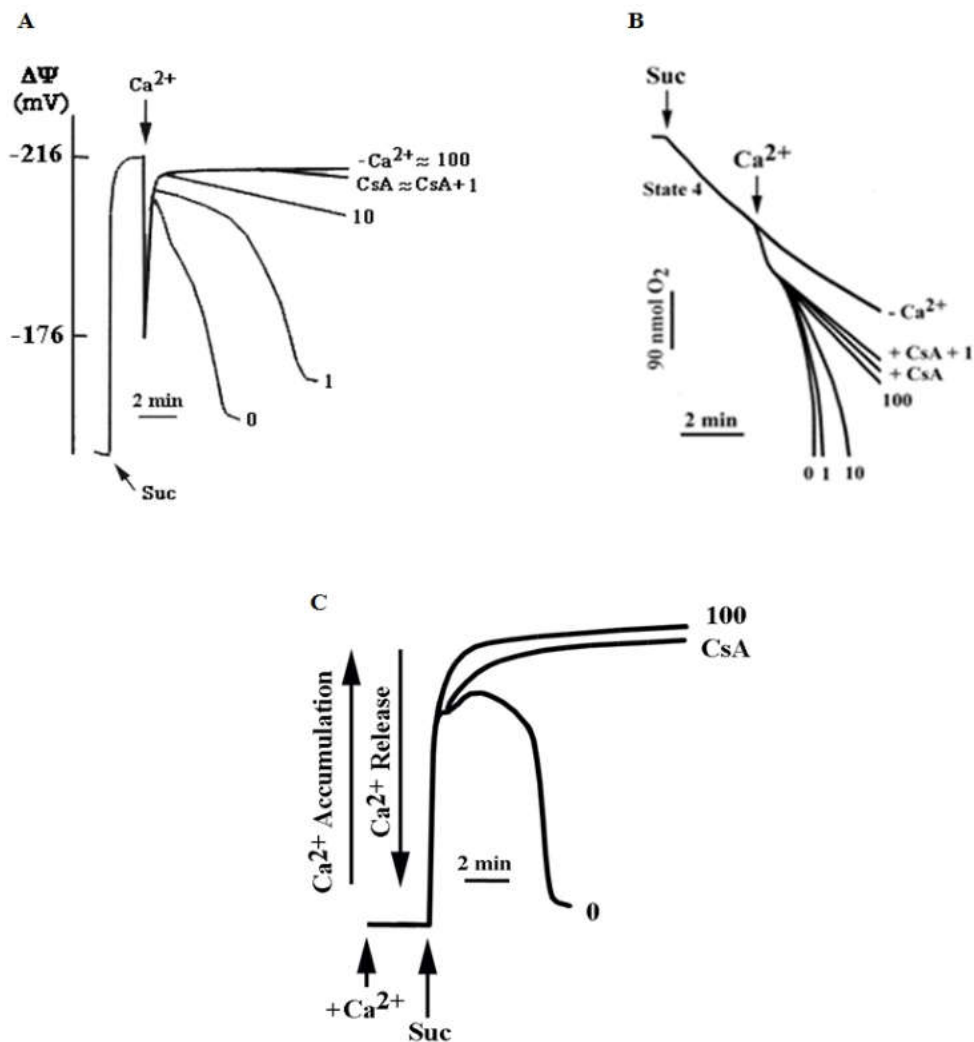 A
ΔΨ
(mV)
Ca2+
-216
-176
- Ca2+ ≈ 100
CsA ≈ CsA + 1
10
1
0
2 min
Suc
B
Suc
Ca2+
State 4
90 nmol O2
2 min
- Ca2+
+ CsA + 1
+ CsA
100
0 1 10
C
100
CsA
Ca2+ Accumulation
Ca2+ Release
2 min
0
+Ca2+
Suc